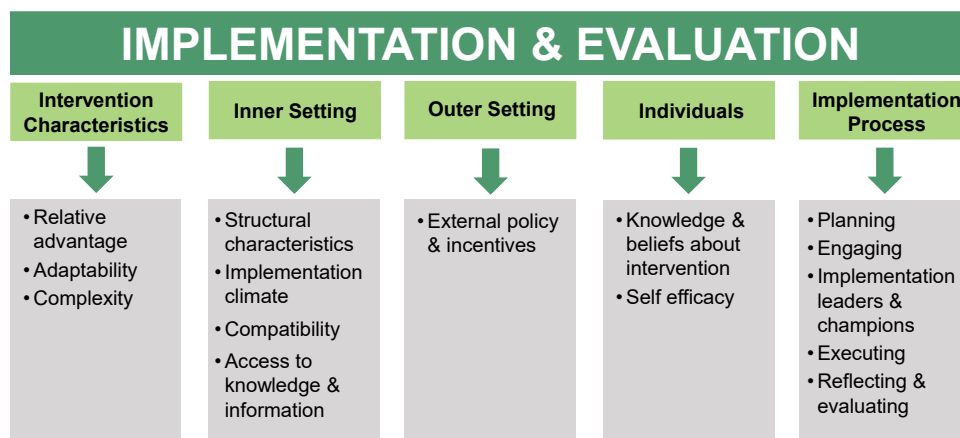 IMPLEMENTATION & EVALUATION
Intervention
Characteristics
• Relative
advantage
• Adaptability
• Complexity
Inner Setting
• Structural
characteristics
• Implementation
climate
• Compatibility
• Access to
knowledge &
information
Outer Setting
• External policy
& incentives
Individuals
• Knowledge &
beliefs about
intervention
• Self efficacy
Implementation
Process
• Planning
• Engaging
• Implementation
leaders &
champions
• Executing
• Reflecting &
evaluating